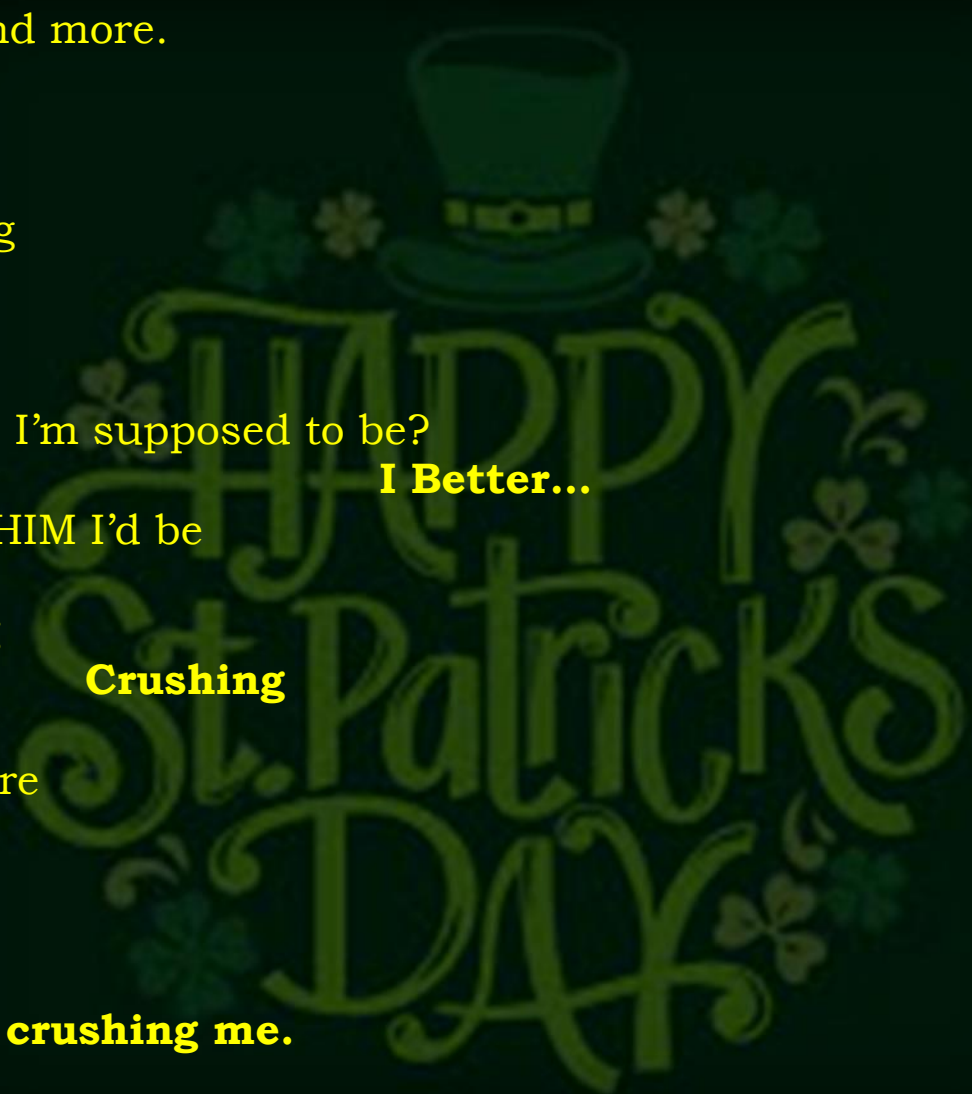 nd more.
g
I’m supposed to be?
I Better...
HIM I’d be
Crushing
re
crushing me.
HAPPY
St. Patricks
DAY